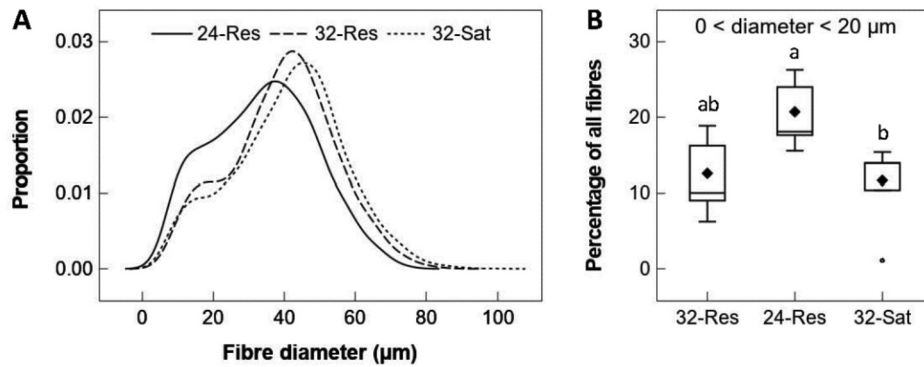 A
24-Res 32-Res 32-Sat
0.03
0.02
0.01
0.00
Proportion
0 20 40 60 80 100
Fibre diameter (µm)
B
0 < diameter < 20 µm
30
20
10
0
Percentage of all fibres
ab
a
b
32-Res 24-Res 32-Sat